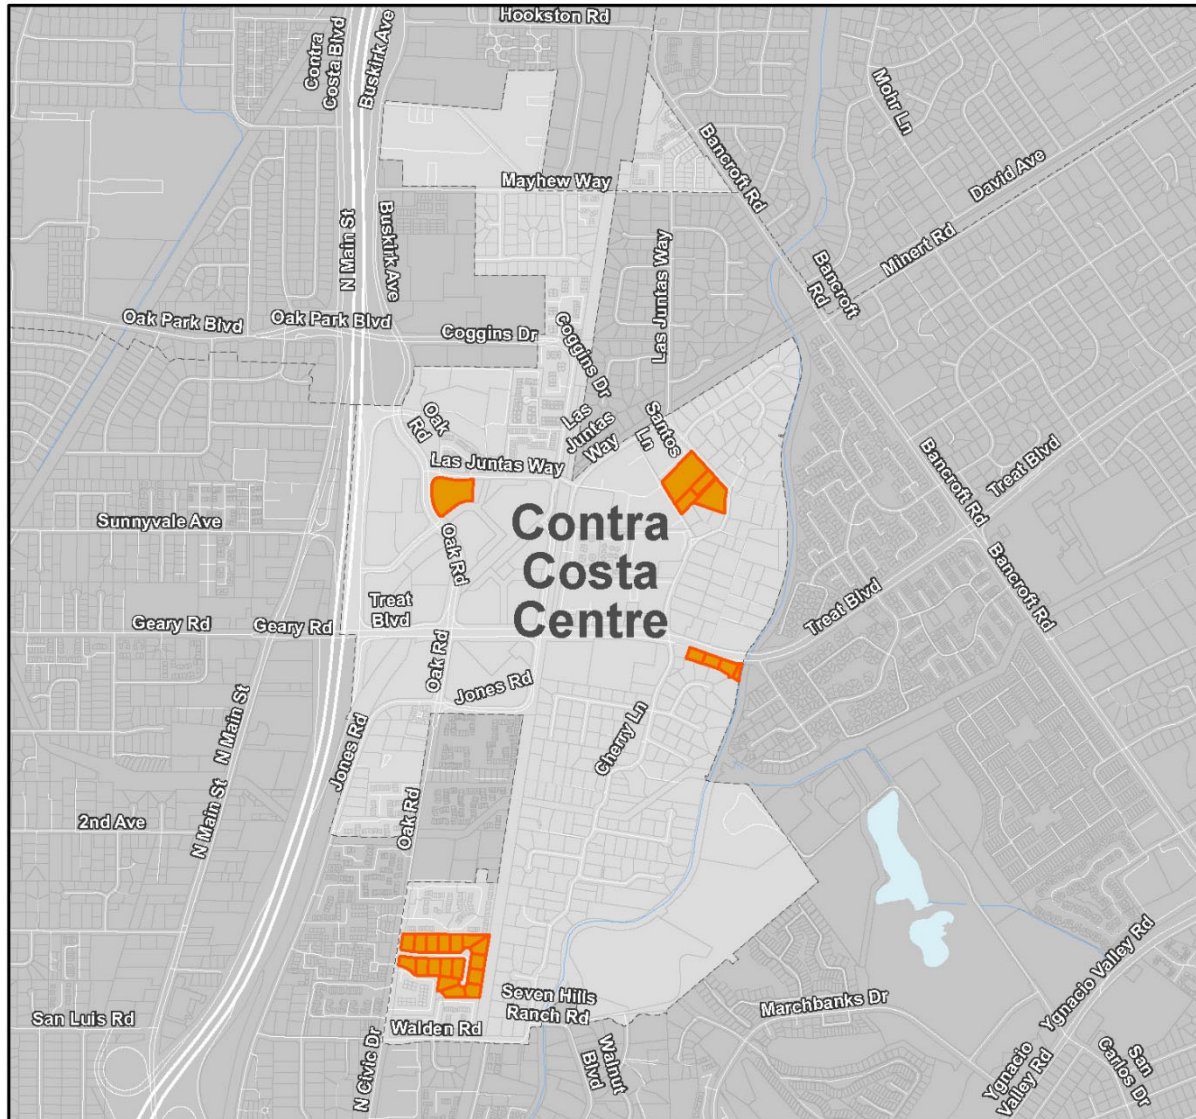 Hookston Rd
Contra
Costa Blvd
Buskirk Ave
Mohr Ln
Bancroft Rd
David Ave
Mayhew Way
N Main St
Buskirk Ave
Las Juntas Way
Minert Rd
Bancroft
Rd
Oak Park Blvd
Oak Park Blvd
Coggins Dr
Coggins Dr
Oak
Rd
Las
Juntas
Way
Santos
Ln
Las Juntas Way
Bancroft Rd
Treat Blvd
Sunnyvale Ave
Oak Rd
Contra
Costa
Centre
Bancroft Rd
Treat
Blvd
Geary Rd
Geary Rd
Treat Blvd
Oak Rd
Jones Rd
N Main St
Jones Rd
Cherry Ln
2nd Ave
N Main St
Oak Rd
Seven Hills
Ranch Rd
Marchbanks Dr
Ygnacio Valley Rd
San Luis Rd
Walden Rd
N Civic Dr
Walnut
Blvd
Ygnacio
Valley Rd
San
Carlos Dr